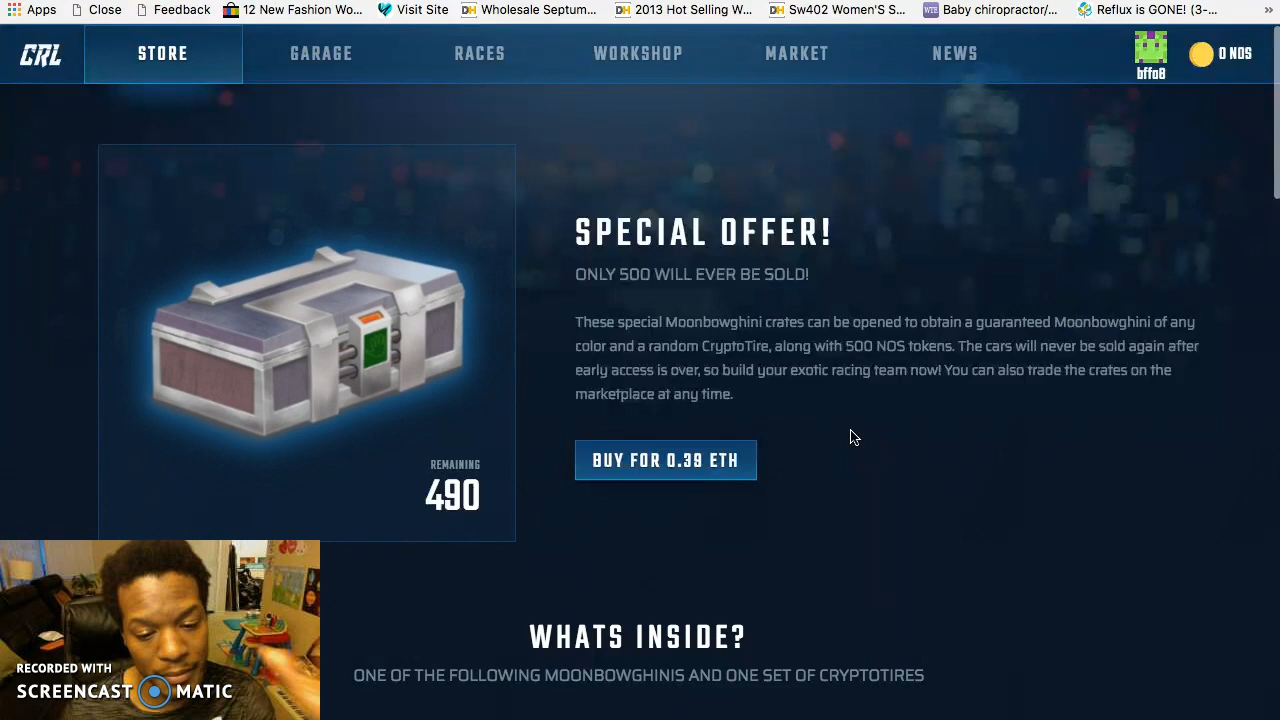 Apps Close Feedback 12 New Fashion Wo... Visit Site Wholesale Septum... 2013 Hot Selling W... Sw402 Women'S S... WTE Baby chiropractor/... Reflux is GONE! (3-... »
CRL STORE GARAGE RACES WORKSHOP MARKET NEWS bffa8 0 NOS
SPECIAL OFFER!
ONLY 500 WILL EVER BE SOLD!
These special Moonbowghini crates can be opened to obtain a guaranteed Moonbowghini of any
color and a random CryptoTire, along with 500 NOS tokens. The cars will never be sold again after
early access is over, so build your exotic racing team now! You can also trade the crates on the
marketplace at any time.
BUY FOR 0.39 ETH
REMAINING
490
WHATS INSIDE?
ONE OF THE FOLLOWING MOONBOWGHINIS AND ONE SET OF CRYPTOTIRES
RECORDED WITH
SCREENCAST MATIC